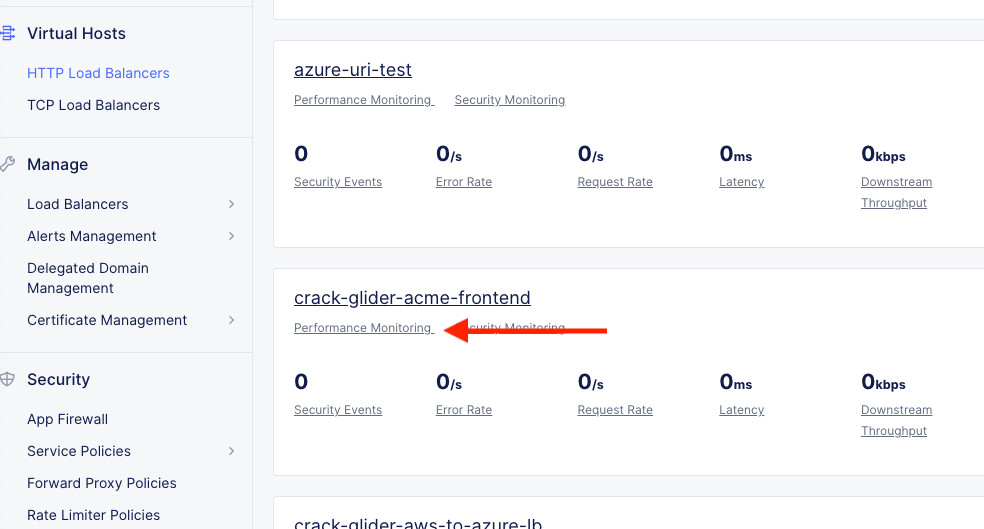 Virtual Hosts
HTTP Load Balancers
TCP Load Balancers
Manage
Load Balancers
Alerts Management
Delegated Domain
Management
Certificate Management
Security
App Firewall
Service Policies
Forward Proxy Policies
Rate Limiter Policies
azure-uri-test
Performance Monitoring Security Monitoring
0 0/s 0/s 0ms 0kbps
Security Events Error Rate Request Rate Latency Downstream
Throughput
crack-glider-acme-frontend
Performance Monitoring Security Monitoring
0 0/s 0/s 0ms 0kbps
Security Events Error Rate Request Rate Latency Downstream
Throughput
crack-glider-aws-to-azure-lb